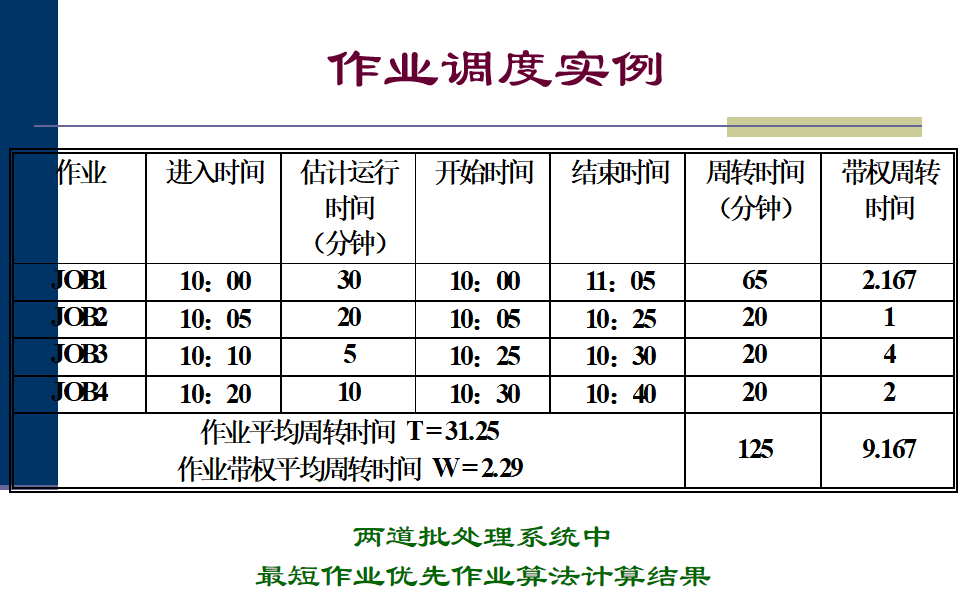 作业调度实例
作业 进入时间 估计运行时间（分钟） 开始时间 结束时间 周转时间（分钟） 带权周转时间
JOB1 10：00 30 10：00 11：05 65 2.167
JOB2 10：05 20 10：05 10：25 20 1
JOB3 10：10 5 10：25 10：30 20 4
JOB4 10：20 10 10：30 10：40 20 2
作业平均周转时间 T=31.25
作业带权平均周转时间 W=2.29
125 9.167
两道批处理系统中
最短作业优先作业算法计算结果